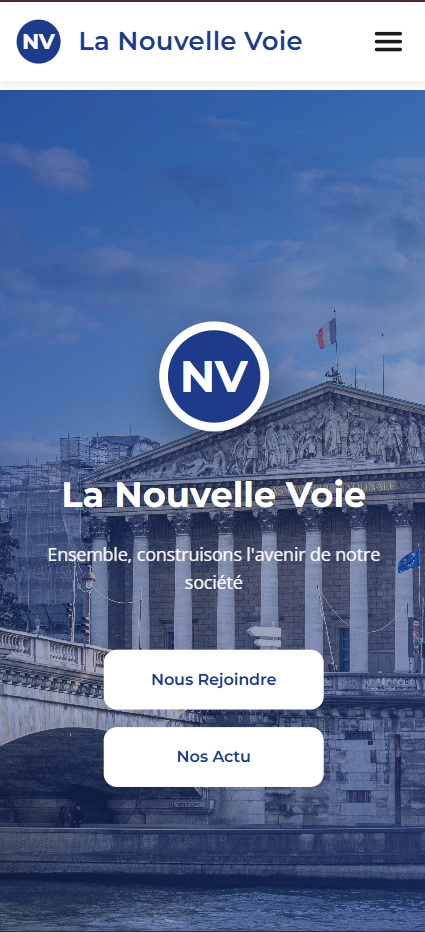 NV La Nouvelle Voie
NV
La Nouvelle Voie
Ensemble, construisons l'avenir de notre
société
Nous Rejoindre
Nos Actu